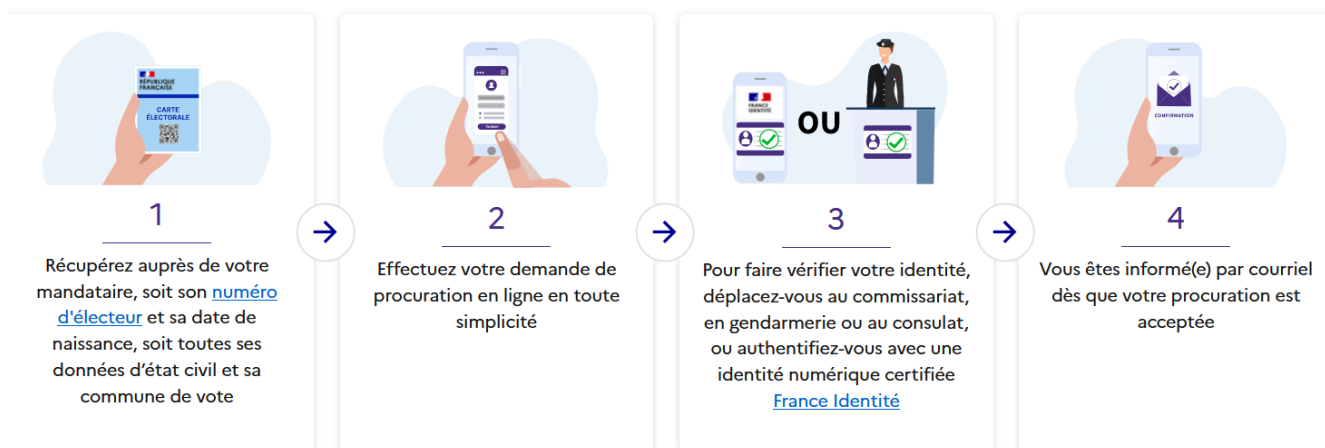 RÉPUBLIQUE
FRANÇAISE
CARTE
ÉLECTORALE
1
Récupérez auprès de votre
mandataire, soit son numéro
d'électeur et sa date de
naissance, soit toutes ses
données d’état civil et sa
commune de vote
Valider
2
Effectuez votre demande de
procuration en ligne en toute
simplicité
FRANCE
IDENTITÉ
OU
3
Pour faire vérifier votre identité,
déplacez-vous au commissariat,
en gendarmerie ou au consulat,
ou authentifiez-vous avec une
identité numérique certifiée
France Identité
CONFIRMATION
4
Vous êtes informé(e) par courriel
dès que votre procuration est
acceptée